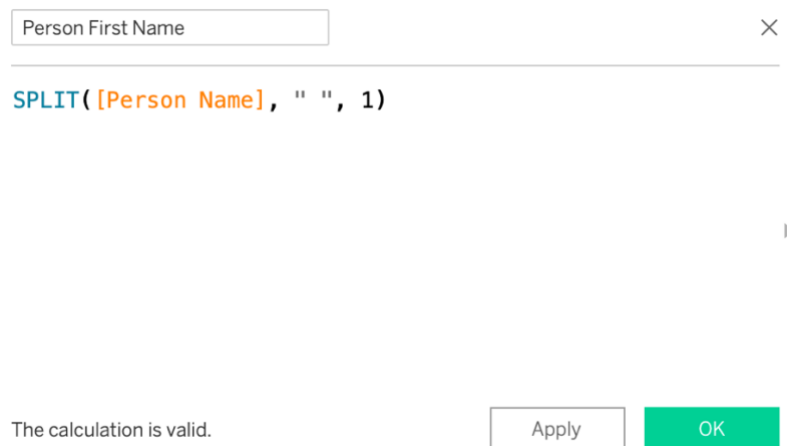 Person First Name
SPLIT([Person Name], " ", 1)
The calculation is valid.
Apply
OK